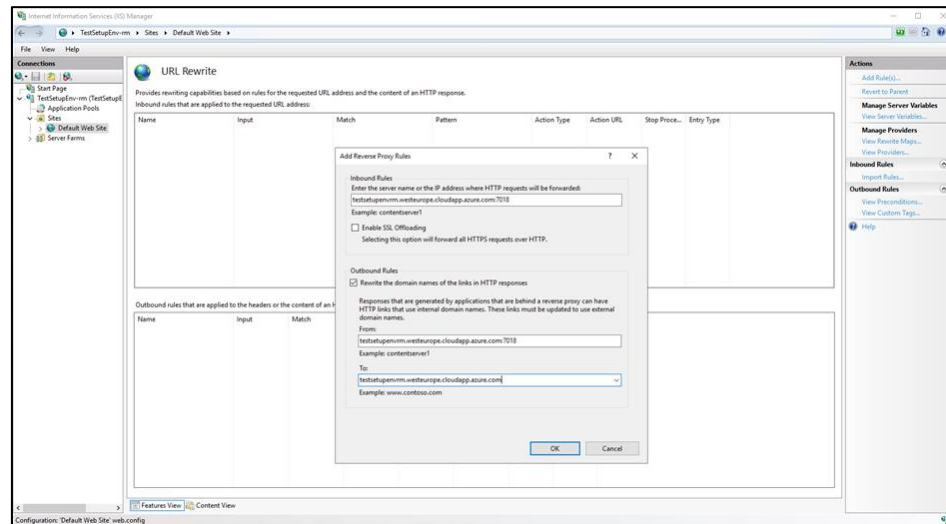 Internet Information Services (IIS) Manager
TestSetupEnv-rm
Sites
Default Web Site
File View Help
Connections
Start Page
TestSetupEnv-rm (TestSetupE
Application Pools
Sites
Default Web Site
Server Farms
URL Rewrite
Provides rewriting capabilities based on rules for the requested URL address and the content of an HTTP response.
Inbound rules that are applied to the requested URL address:
Name Input Match Pattern Action Type Action URL Stop Proce... Entry Type
Add Reverse Proxy Rules ? X
Inbound Rules
Enter the server name or the IP address where HTTP requests will be forwarded:
testsetupenvrm.westeurope.cloudapp.azure.com:7018
Example: contentserver1
Enable SSL Offloading
Selecting this option will forward all HTTPS requests over HTTP.
Outbound Rules
Rewrite the domain names of the links in HTTP responses
Responses that are generated by applications that are behind a reverse proxy can have
HTTP links that use internal domain names. These links must be updated to use external
domain names.
From:
testsetupenvrm.westeurope.cloudapp.azure.com:7018
Example: contentserver1
To:
testsetupenvrm.westeurope.cloudapp.azure.com
Example: www.contoso.com
OK Cancel
Outbound rules that are applied to the headers or the content of an H
Name Input Match
Features View Content View
Configuration: 'Default Web Site' web.config
Actions
Add Rule(s)...
Revert to Parent
Manage Server Variables
View Server Variables...
Manage Providers
View Rewrite Maps...
View Providers...
Inbound Rules
Import Rules...
Outbound Rules
View Preconditions...
View Custom Tags...
Help